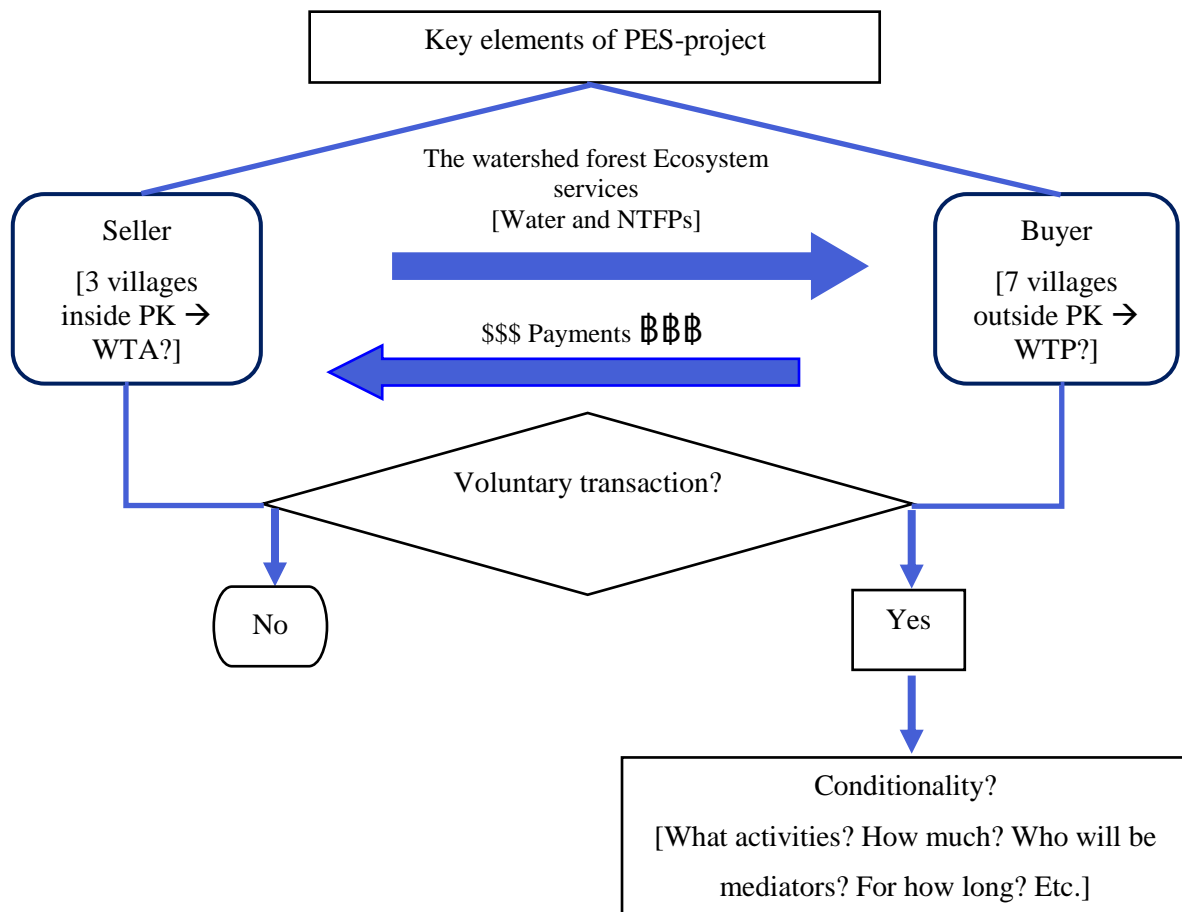 Key elements of PES-project
The watershed forest Ecosystem
services
[Water and NTFPs]
Seller
[3 villages
inside PK →
WTA?]
Buyer
[7 villages
outside PK →
WTP?]
$$$ Payments ฿฿฿
Voluntary transaction?
No
Yes
Conditionality?
[What activities? How much? Who will be
mediators? For how long? Etc.]